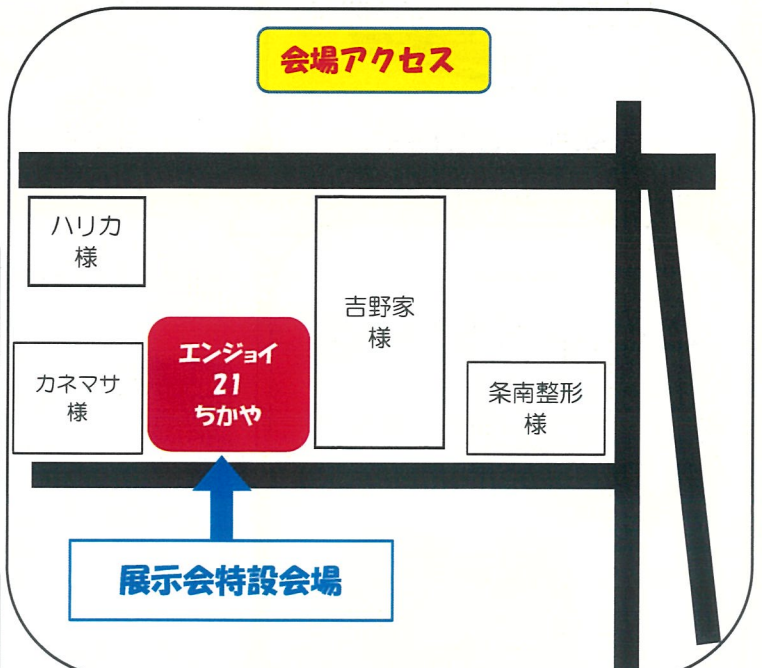 会場アクセス
ハリカ
様
吉野家
様
エンジョイ
21
ちかや
カネマサ
様
条南整形
様
展示会特設会場